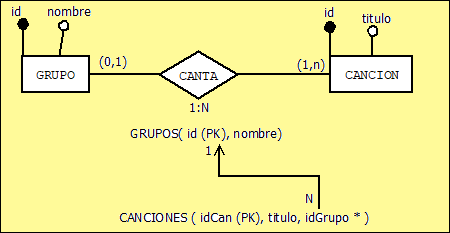 id nombre id titulo
GRUPO (0,1) CANTA (1,n) CANCION
1:N
GRUPOS( id (PK), nombre)
1
N
CANCIONES ( idCan (PK), titulo, idGrupo * )